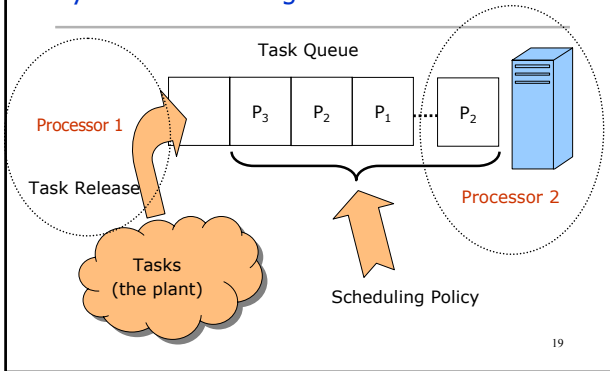 Task Queue
P3 P2 P1 P2
Processor 1
Task Release
Processor 2
Tasks
(the plant)
Scheduling Policy
19